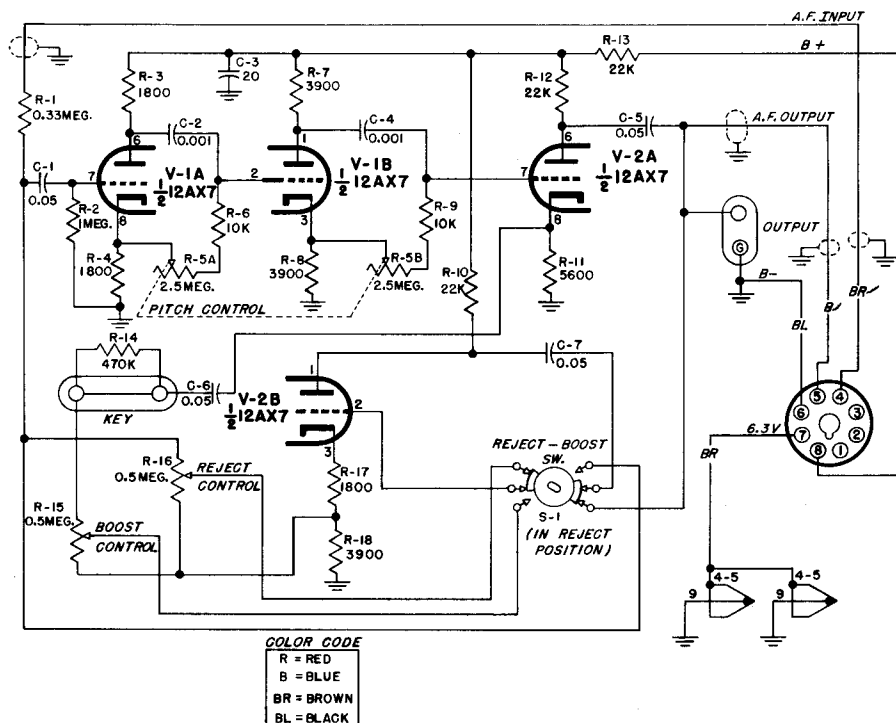 A.F. INPUT
B+
R-13
22K
R-1
0.33MEG.
R-3
1800
C-3
20
R-7
3900
R-12
22K
C-2
0.001
C-4
0.001
C-5
0.05
A.F. OUTPUT
C-1
0.05
6
7
8
V-1A
1/2 12AX7
1
2
3
V-1B
1/2 12AX7
6
7
8
V-2A
1/2 12AX7
R-2
1MEG.
R-6
10K
R-9
10K
R-4
1800
R-5A
2.5MEG.
R-8
3900
R-5B
2.5MEG.
R-10
22K
R-11
5600
PITCH CONTROL
OUTPUT
G
B-
BL
B
BR
R-14
470K
KEY
C-6
0.05
1
2
3
V-2B
1/2 12AX7
C-7
0.05
5
4
6
3
7
2
8
1
6.3V
BR
R-16
0.5MEG.
REJECT
CONTROL
R-17
1800
REJECT-BOOST
SW.
S-1
(IN REJECT
POSITION)
R-15
0.5MEG.
BOOST
CONTROL
R-18
3900
9
4-5
9
4-5
COLOR CODE
R = RED
B = BLUE
BR = BROWN
BL = BLACK